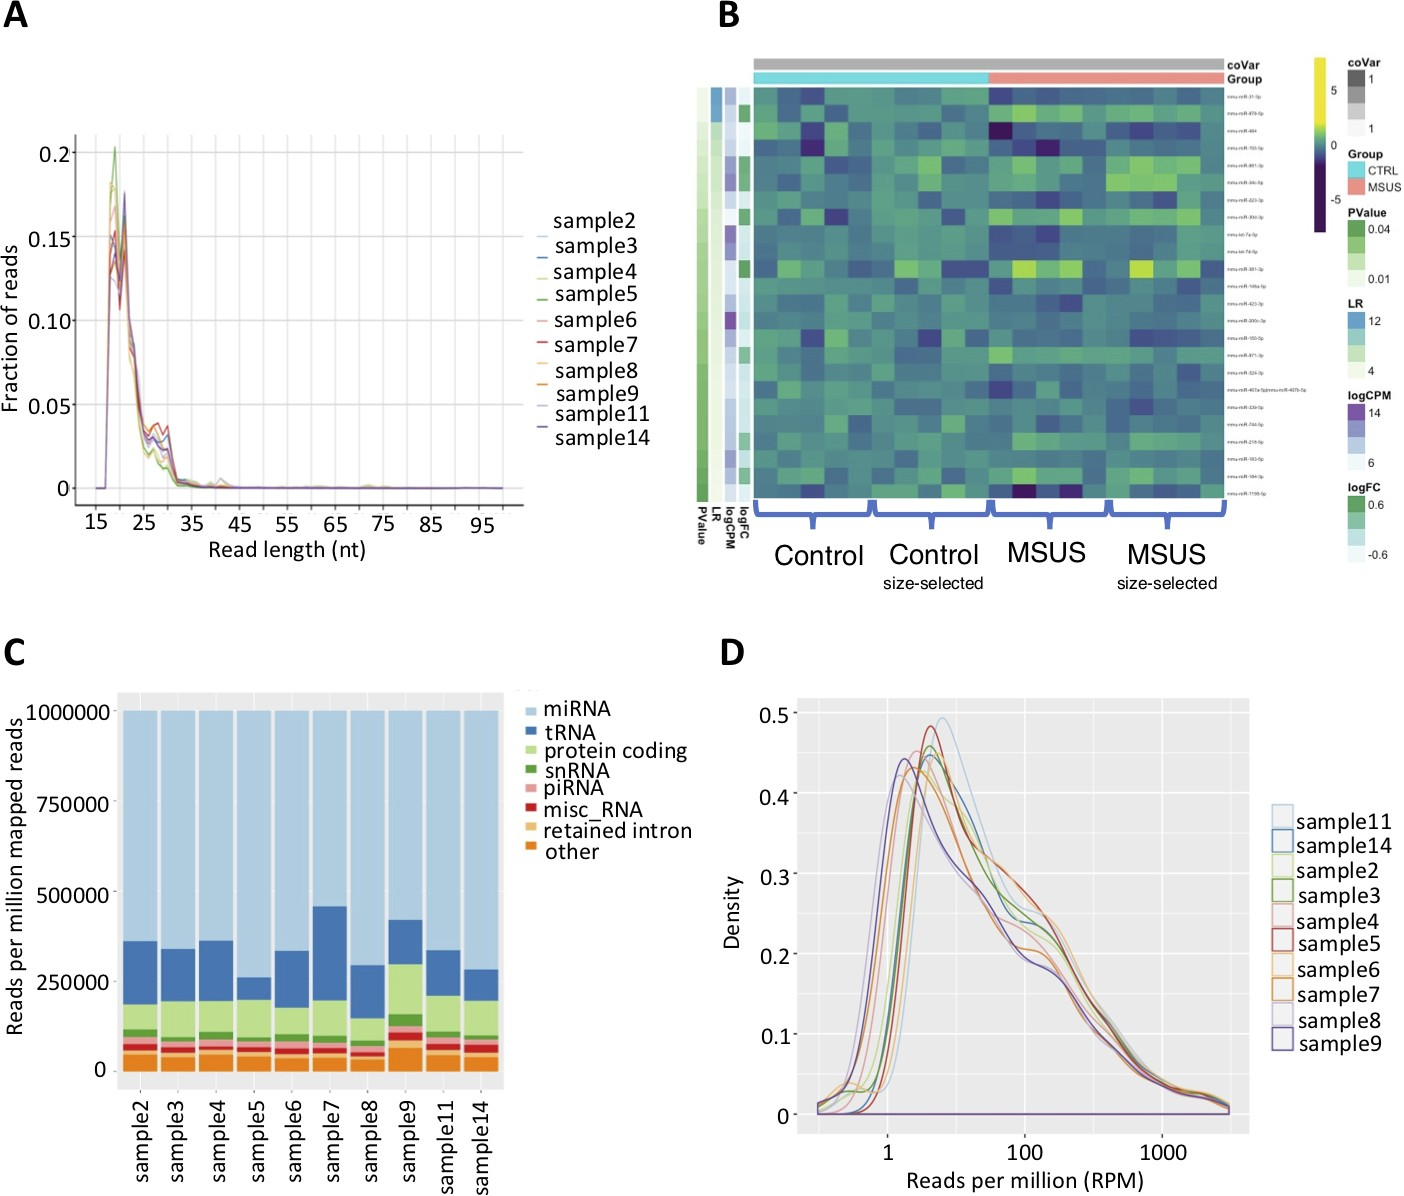 A
0.2
0.15
0.10
0.05
0
Fraction of reads
15 25 35 45 55 65 75 85 95
Read length (nt)
sample2
sample3
sample4
sample5
sample6
sample7
sample8
sample9
sample11
sample14
B
coVar
Group
PValue
LR
logCPM
logFC
Control
Control
size-selected
MSUS
MSUS
size-selected
5
0
-5
coVar
1
1
Group
CTRL
MSUS
PValue
0.04
0.01
LR
12
4
logCPM
14
6
logFC
0.6
-0.6
C
Reads per million mapped reads
1000000
750000
500000
250000
0
sample2
sample3
sample4
sample5
sample6
sample7
sample8
sample9
sample11
sample14
miRNA
tRNA
protein coding
snRNA
piRNA
misc_RNA
retained intron
other
D
Density
0.5
0.4
0.3
0.2
0.1
0
1 100 1000
Reads per million (RPM)
sample11
sample14
sample2
sample3
sample4
sample5
sample6
sample7
sample8
sample9